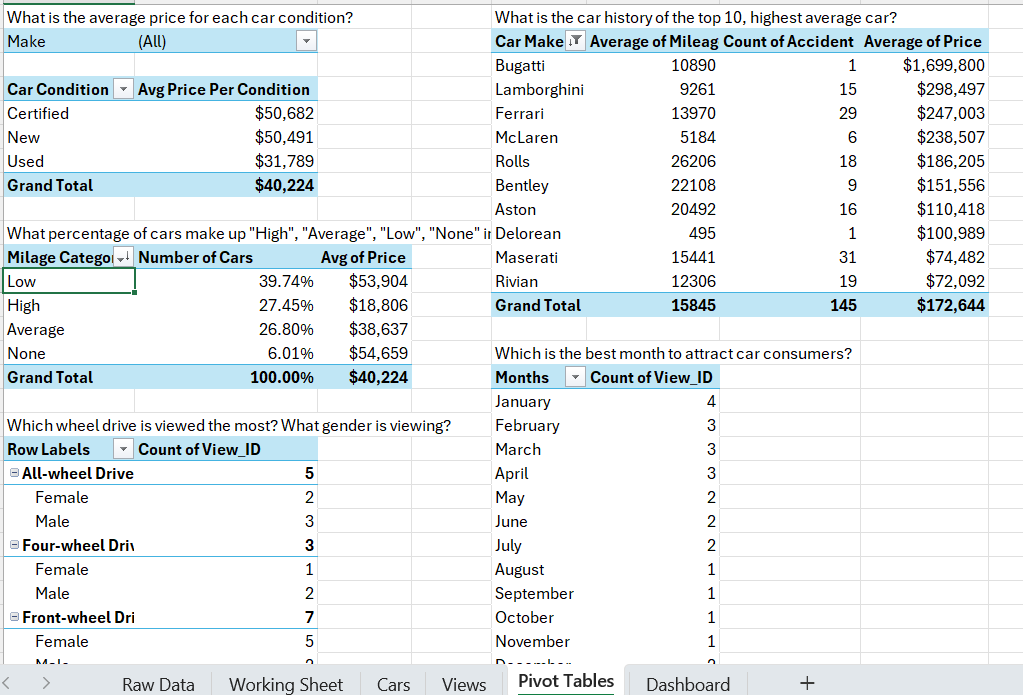 What is the average price for each car condition?
Make (All)
Car Condition Avg Price Per Condition
Certified $50,682
New $50,491
Used $31,789
Grand Total $40,224
What percentage of cars make up "High", "Average", "Low", "None" in
Milage Catego Number of Cars Avg of Price
Low 39.74% $53,904
High 27.45% $18,806
Average 26.80% $38,637
None 6.01% $54,659
Grand Total 100.00% $40,224
Which wheel drive is viewed the most? What gender is viewing?
Row Labels Count of View_ID
All-wheel Drive 5
Female 2
Male 3
Four-wheel Driv 3
Female 1
Male 2
Front-wheel Dri 7
Female 5
Male 2
What is the car history of the top 10, highest average car?
Car Make Average of Mileag Count of Accident Average of Price
Bugatti 10890 1 $1,699,800
Lamborghini 9261 15 $298,497
Ferrari 13970 29 $247,003
McLaren 5184 6 $238,507
Rolls 26206 18 $186,205
Bentley 22108 9 $151,556
Aston 20492 16 $110,418
Delorean 495 1 $100,989
Maserati 15441 31 $74,482
Rivian 12306 19 $72,092
Grand Total 15845 145 $172,644
Which is the best month to attract car consumers?
Months Count of View_ID
January 4
February 3
March 3
April 3
May 2
June 2
July 2
August 1
September 1
October 1
November 1
December
Raw Data Working Sheet Cars Views Pivot Tables Dashboard